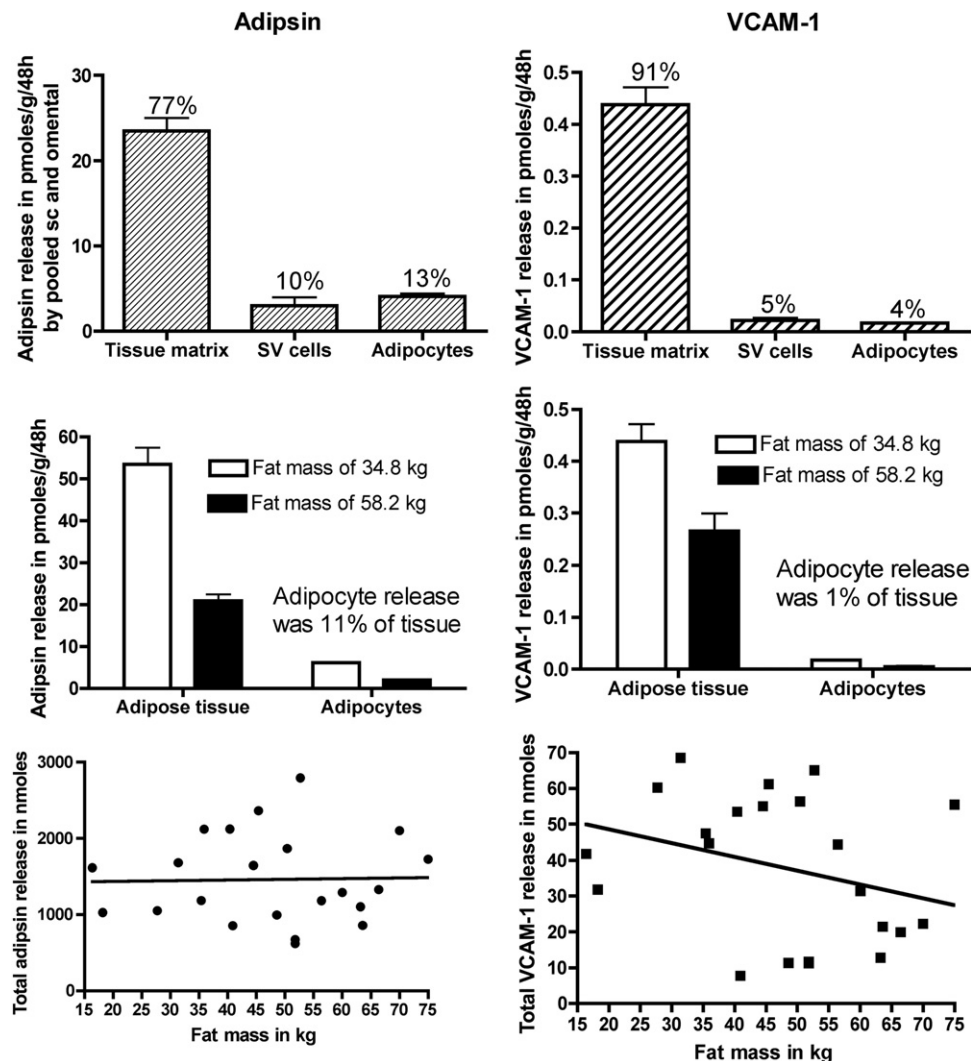 Adipsin
Adipsin release in pmoles/g/48h
by pooled sc and omental
30
20
10
0
77%
10%
13%
Tissue matrix SV cells Adipocytes
VCAM-1
VCAM-1 release in pmoles/g/48h
0.5
0.4
0.3
0.2
0.1
0.0
91%
5%
4%
Tissue matrix SV cells Adipocytes
Adipsin release in pmoles/g/48h
60
50
40
30
20
10
0
Fat mass of 34.8 kg
Fat mass of 58.2 kg
Adipocyte release
was 11% of tissue
Adipose tissue Adipocytes
VCAM-1 release in pmoles/g/48h
0.5
0.4
0.3
0.2
0.1
0.0
Fat mass of 34.8 kg
Fat mass of 58.2 kg
Adipocyte release
was 1% of tissue
Adipose tissue Adipocytes
Total adipsin release in nmoles
3000
2000
1000
0
15 20 25 30 35 40 45 50 55 60 65 70 75
Fat mass in kg
Total VCAM-1 release in nmoles
70
60
50
40
30
20
10
0
15 20 25 30 35 40 45 50 55 60 65 70 75
Fat mass in kg